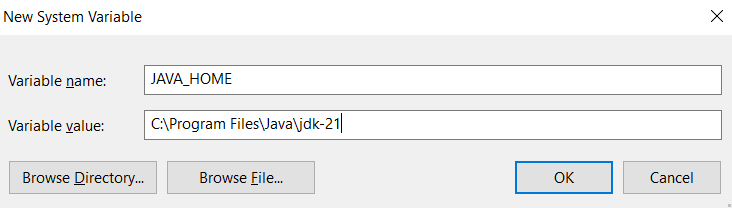 New System Variable
Variable name: JAVA_HOME
Variable value: C:\Program Files\Java\jdk-21
Browse Directory... Browse File... OK Cancel